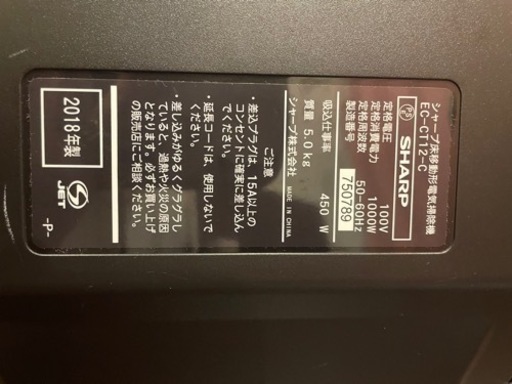 シャープ床移動形電気掃除機
EC-CT12-C
SHARP
定格電圧 100V
定格消費電力 1000W
定格周波数 50-60Hz
製造番号 750789
吸込仕事率 450 W
質量 5.0kg
シャープ株式会社 MADE IN CHINA
ご注意
・差込プラグは、15A以上の
コンセントに確実に差し込ん
でください。
・延長コードは、使用しないで
ください。
・差し込みがゆるくグラグラし
ていると、過熱や火災の原因
となります。必ずお買い上げ
の販売店にご相談ください。
2018年製
JET
-P-